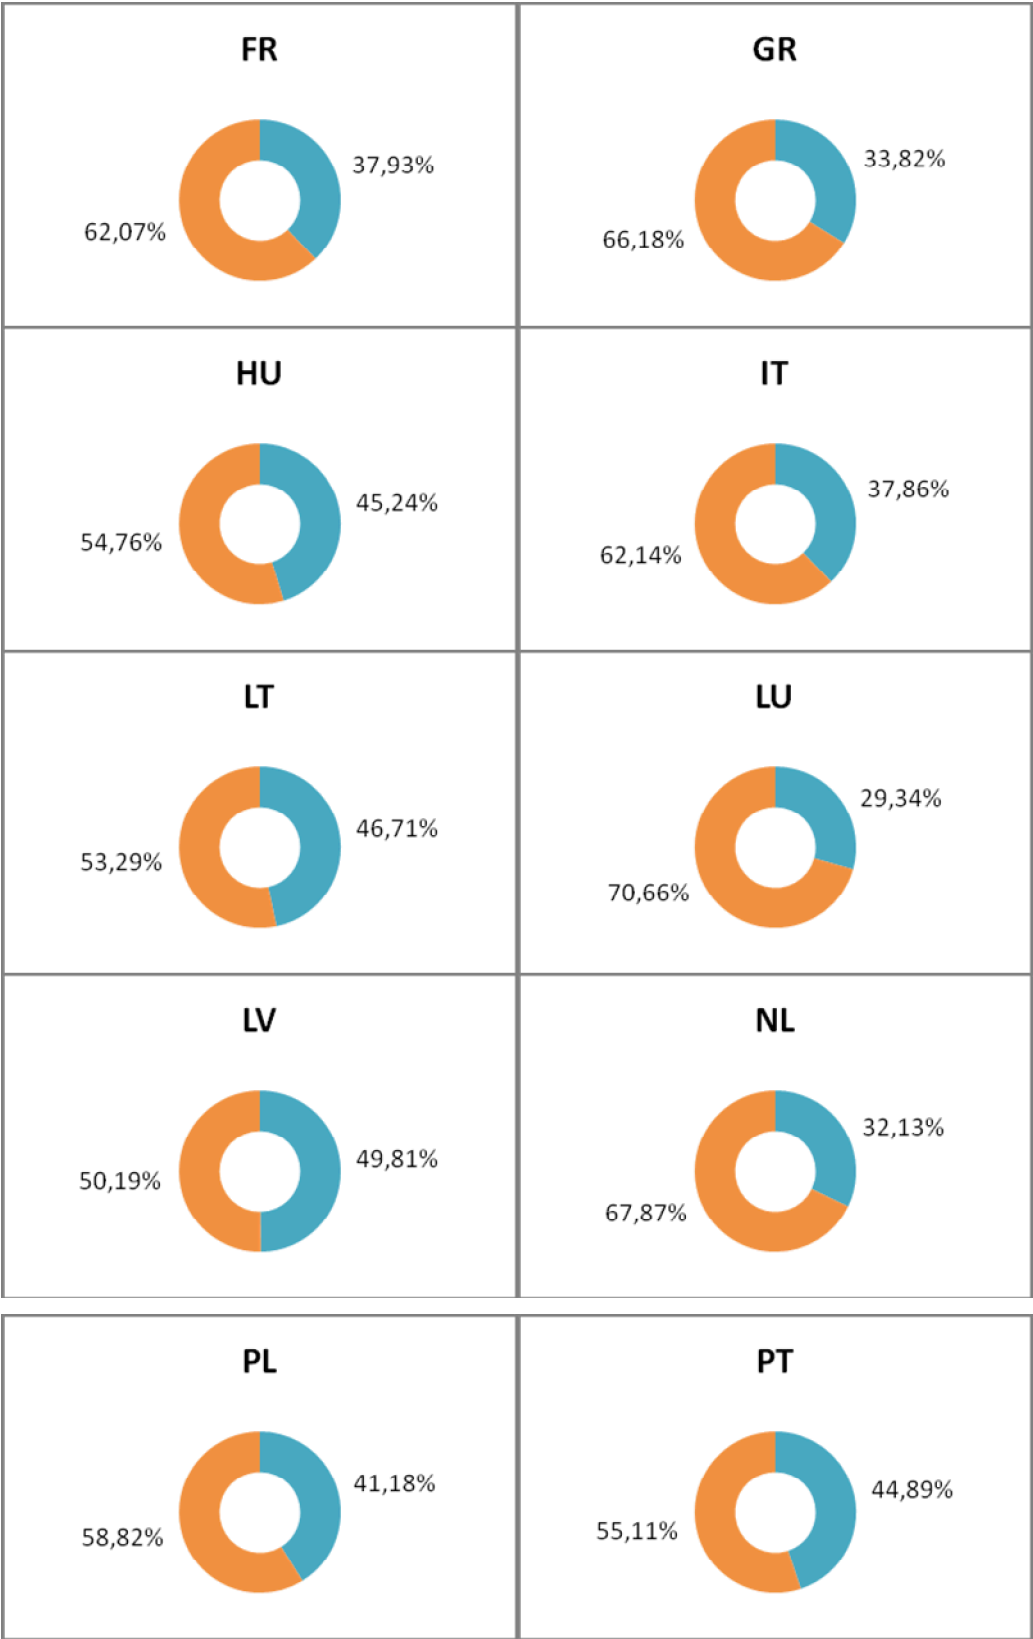 FR
37,93%
62,07%
GR
33,82%
66,18%
HU
45,24%
54,76%
IT
37,86%
62,14%
LT
46,71%
53,29%
LU
29,34%
70,66%
LV
49,81%
50,19%
NL
32,13%
67,87%
PL
41,18%
58,82%
PT
44,89%
55,11%